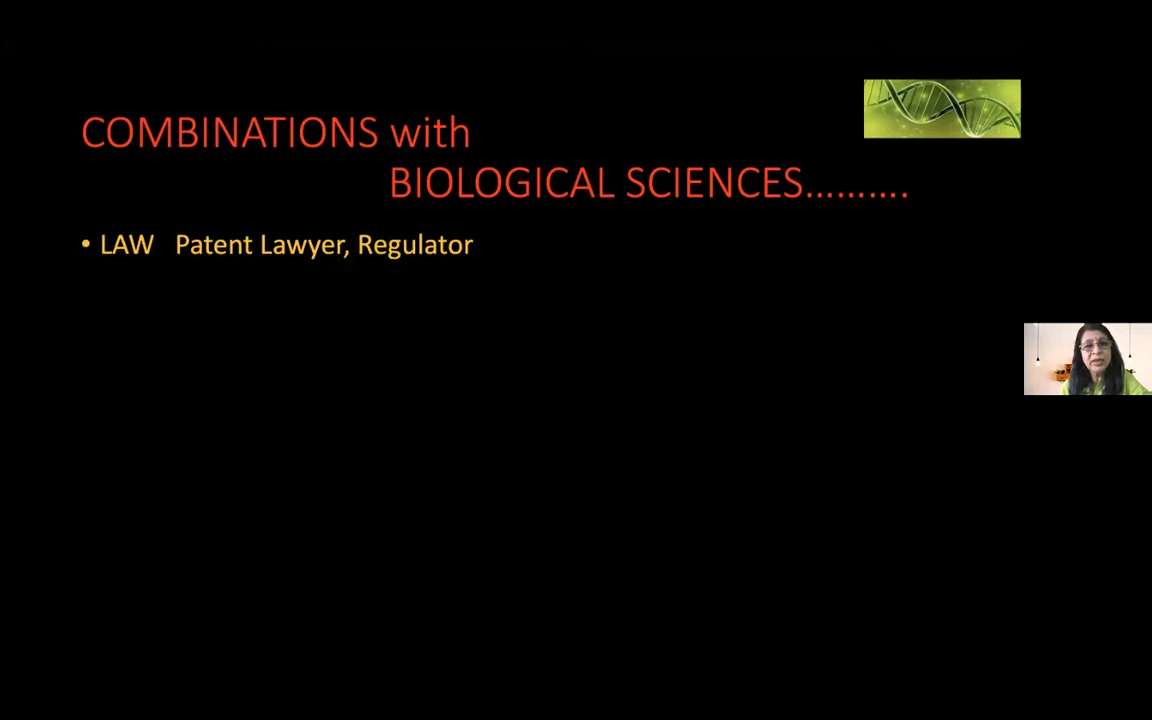 COMBINATIONS with
BIOLOGICAL SCIENCES..........
• LAW   Patent Lawyer, Regulator